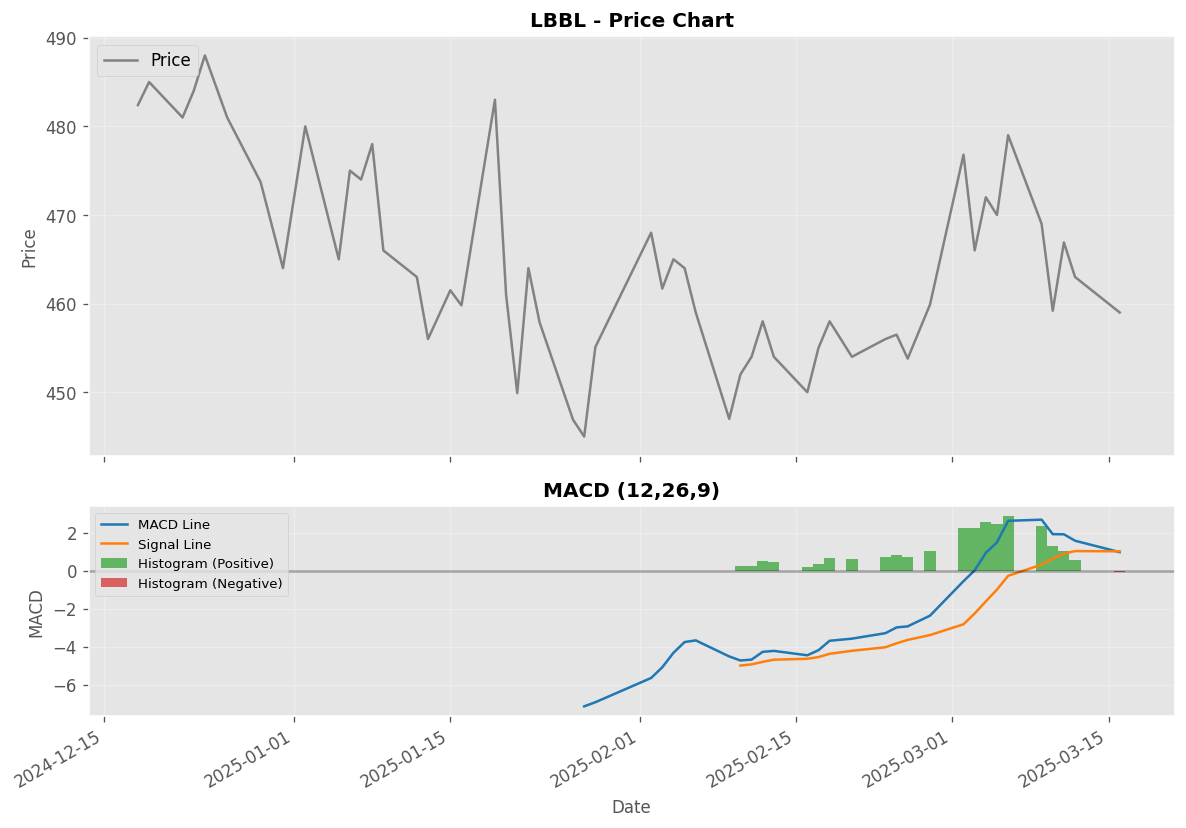 LBBL - Price Chart
Price
490
480
470
460
450
Price
MACD (12,26,9)
MACD Line
Signal Line
Histogram (Positive)
Histogram (Negative)
2
0
−2
−4
−6
MACD
2024-12-15
2025-01-01
2025-01-15
2025-02-01
2025-02-15
2025-03-01
2025-03-15
Date